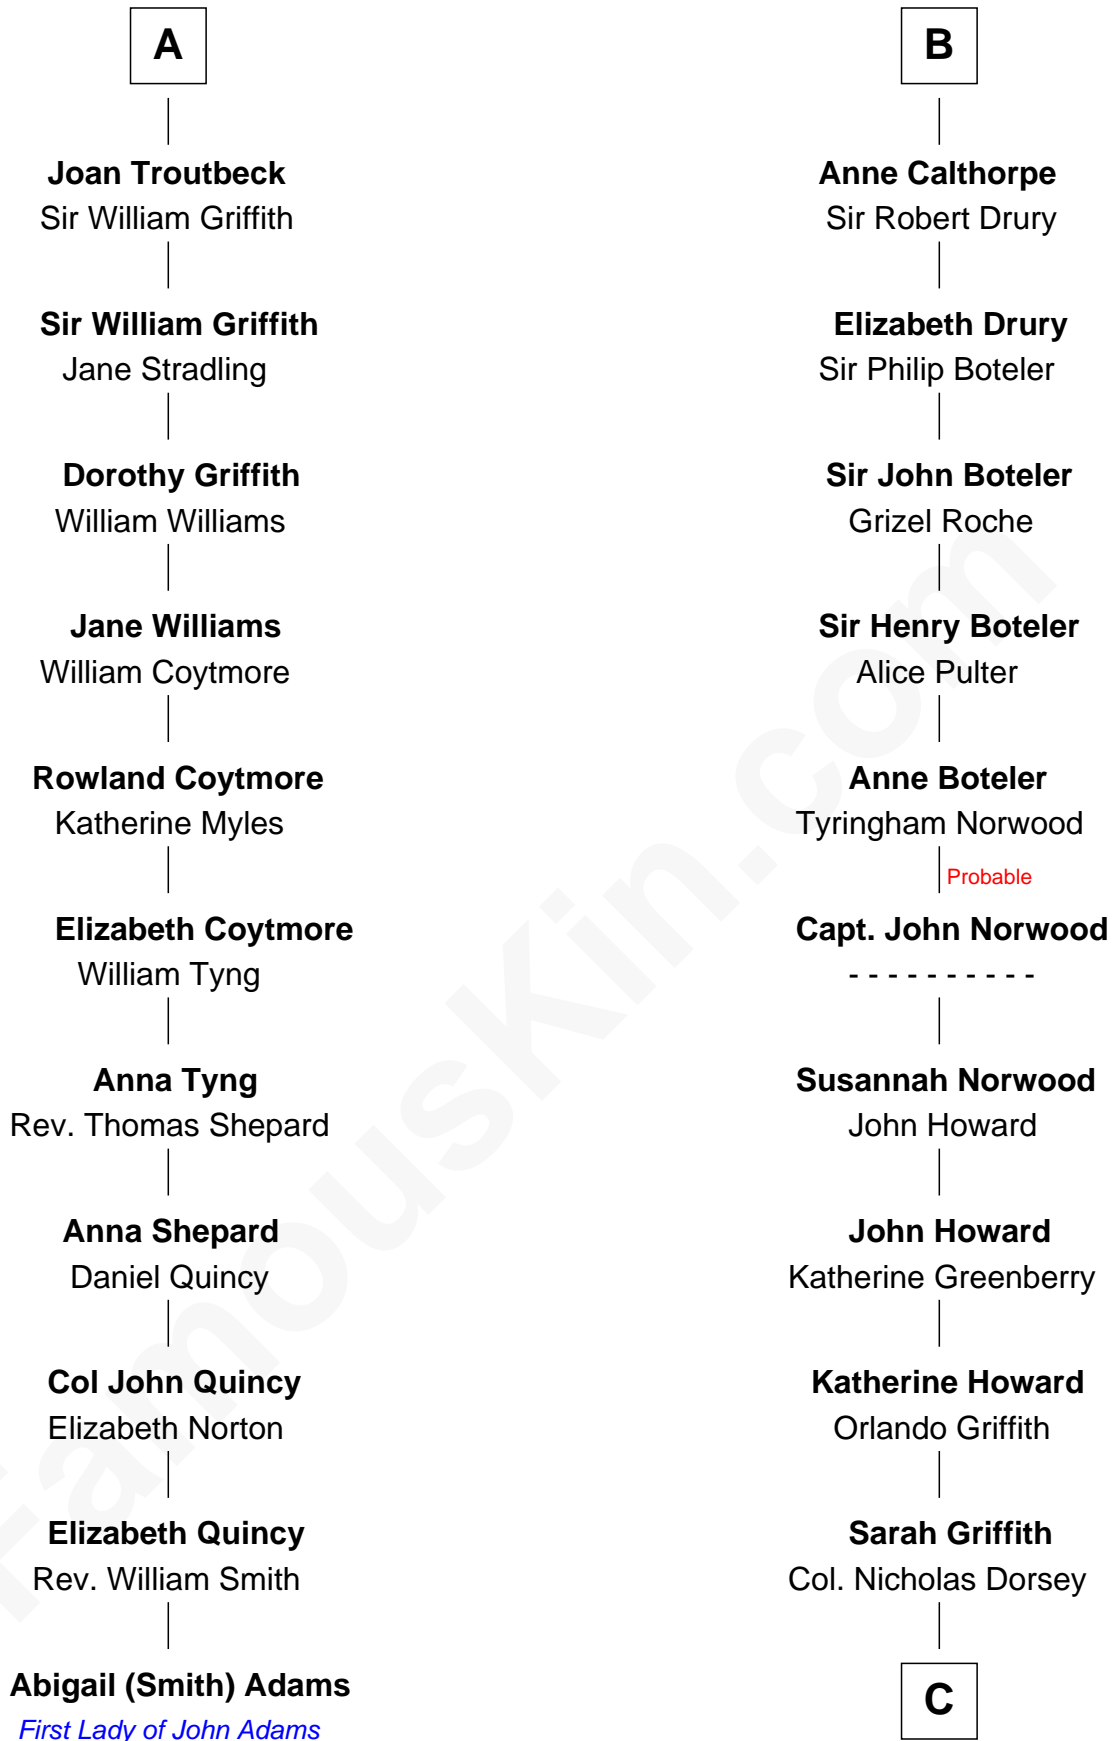 A
Joan Troutbeck
Sir William Griffith
Sir William Griffith
Jane Stradling
Dorothy Griffith
William Williams
Jane Williams
William Coytmore
Rowland Coytmore
Katherine Myles
Elizabeth Coytmore
William Tyng
Anna Tyng
Rev. Thomas Shepard
Anna Shepard
Daniel Quincy
Col John Quincy
Elizabeth Norton
Elizabeth Quincy
Rev. William Smith
Abigail (Smith) Adams
First Lady of John Adams
B
Anne Calthorpe
Sir Robert Drury
Elizabeth Drury
Sir Philip Boteler
Sir John Boteler
Grizel Roche
Sir Henry Boteler
Alice Pulter
Anne Boteler
Tyringham Norwood
Probable
Capt. John Norwood
- - - - - - - - - -
Susannah Norwood
John Howard
John Howard
Katherine Greenberry
Katherine Howard
Orlando Griffith
Sarah Griffith
Col. Nicholas Dorsey
C
FamousKin.com